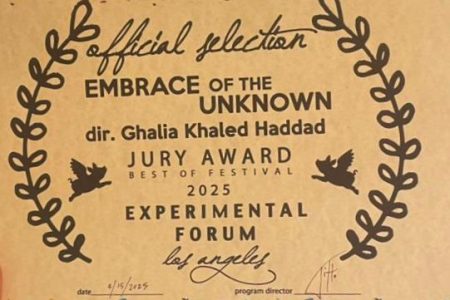 official selection
EMBRACE OF THE
UNKNOWN
dir. Ghalia Khaled Haddad
JURY AWARD
BEST OF FESTIVAL
2025
EXPERIMENTAL
FORUM
los angeles
date program director